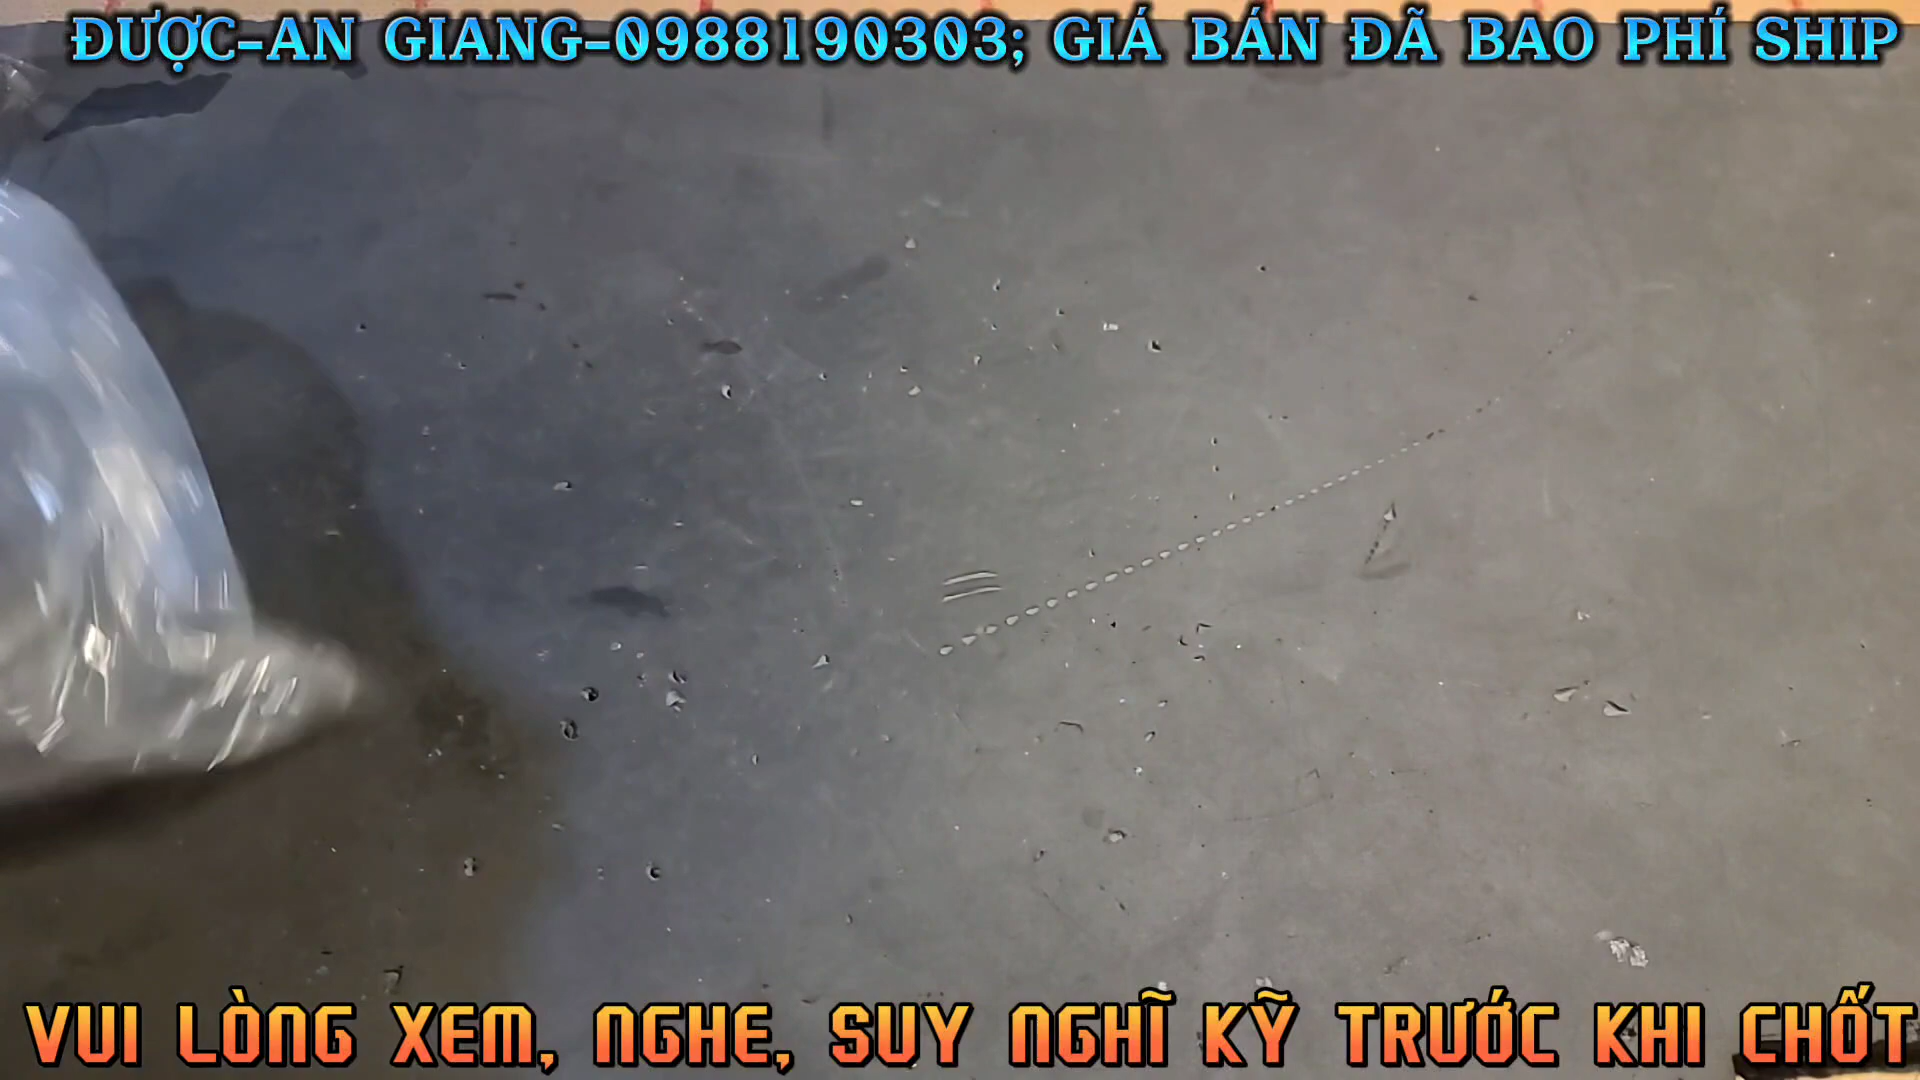 ĐƯỢC-AN GIANG-0988190303; GIÁ BÁN ĐÃ BAO PHÍ SHIP
VUI LÒNG XEM, NGHE, SUY NGHĨ KỸ TRƯỚC KHI CHỐT